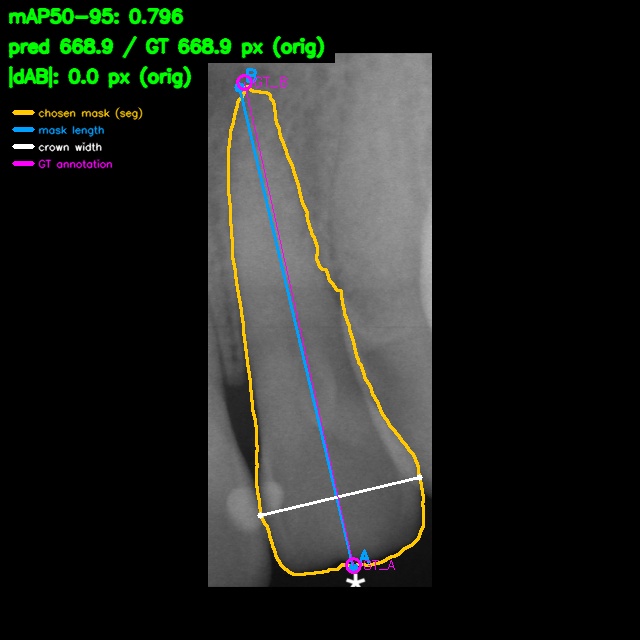 mAP50-95: 0.796
pred 668.9 / GT 668.9 px (orig)
|dAB|: 0.0 px (orig)
chosen mask (seg)
mask length
crown width
GT annotation
B
A
GT_A
*